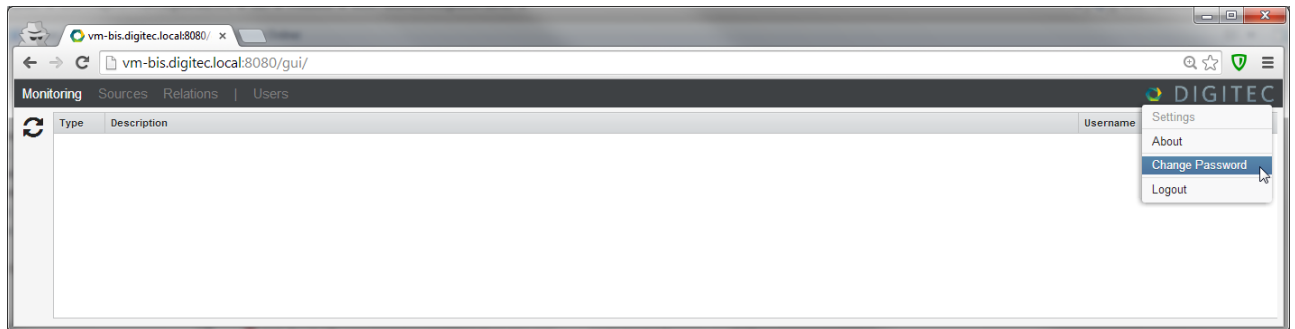 vm-bis.digitec.local:8080/
vm-bis.digitec.local:8080/gui/
Monitoring Sources Relations | Users DIGITEC
Type Description Username
Settings
About
Change Password
Logout